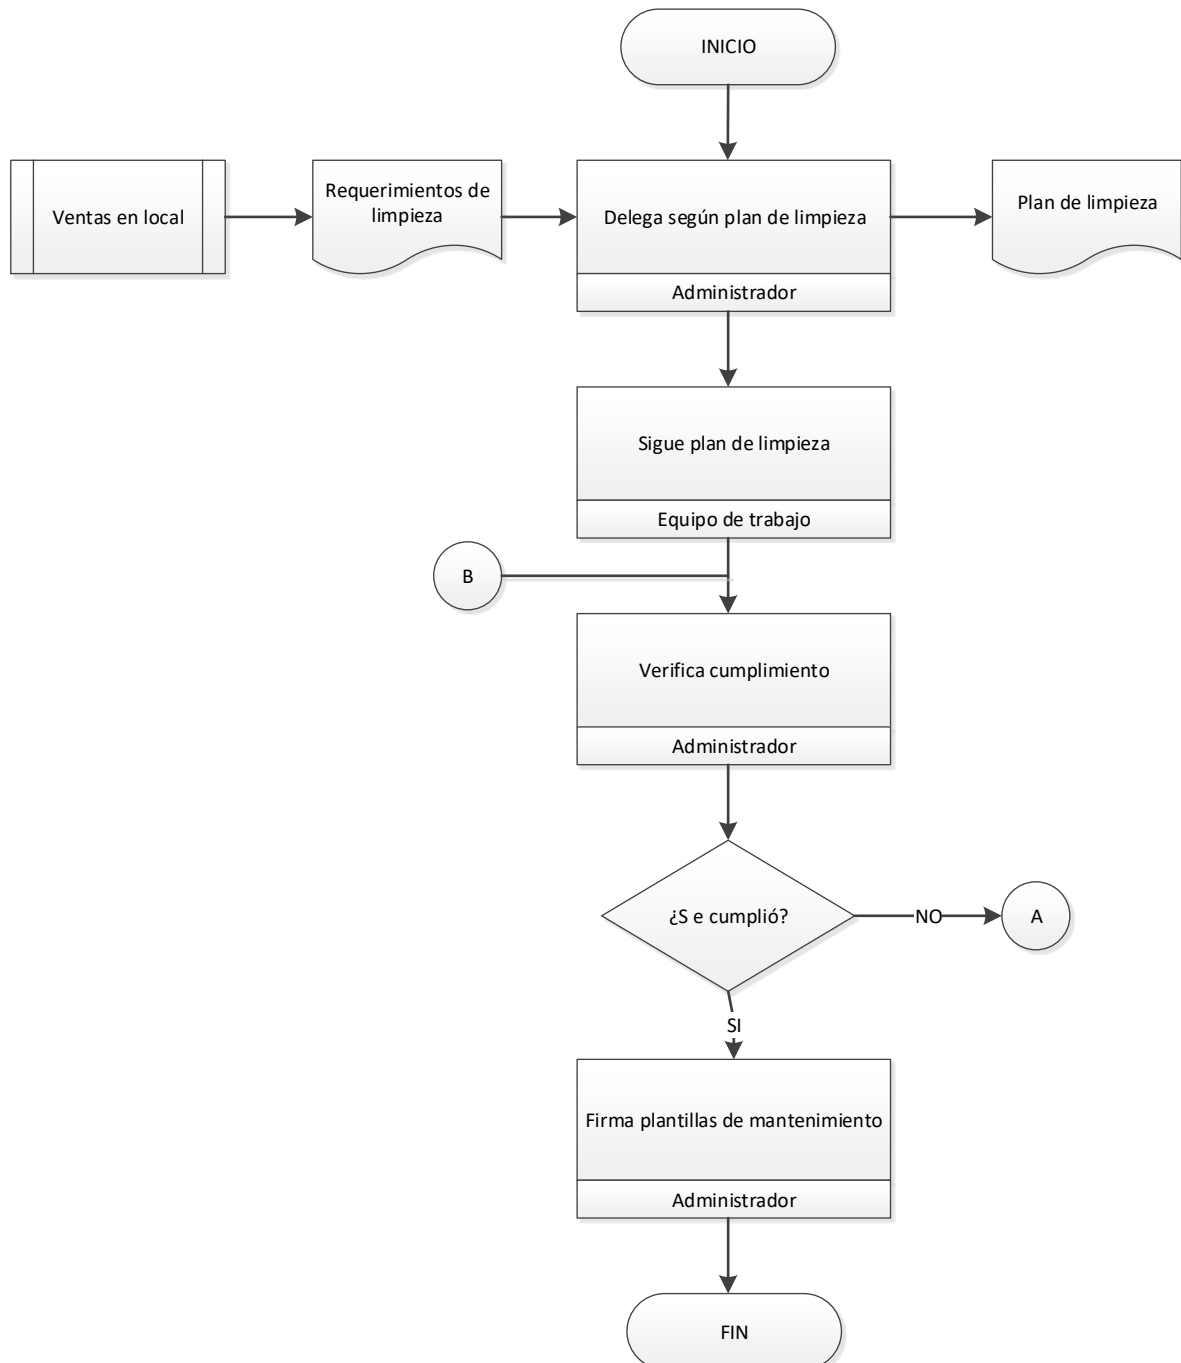 INICIO
Ventas en local
Requerimientos de
limpieza
Delega según plan de limpieza
Plan de limpieza
Administrador
Sigue plan de limpieza
Equipo de trabajo
B
Verifica cumplimiento
Administrador
¿S e cumplió?
NO
A
SI
Firma plantillas de mantenimiento
Administrador
FIN